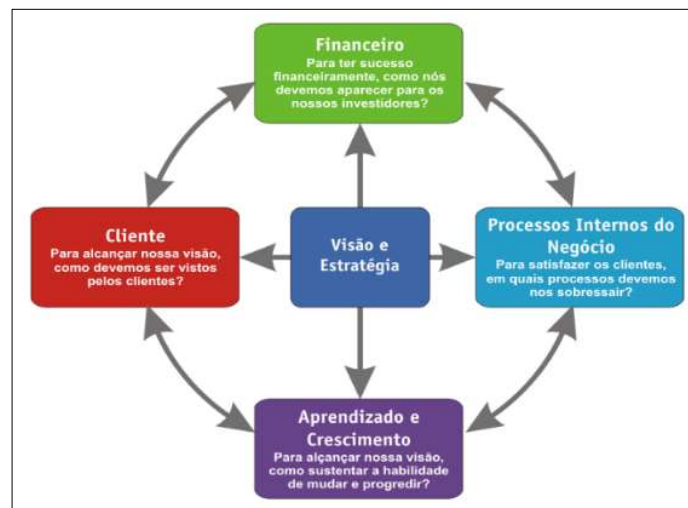 Financeiro
Para ter sucesso
financeiramente, como nós
devemos aparecer para os
nossos investidores?
Cliente
Para alcançar nossa visão,
como devemos ser vistos
pelos clientes?
Visão e
Estratégia
Processos Internos do
Negócio
Para satisfazer os clientes,
em quais processos devemos
nos sobressair?
Aprendizado e
Crescimento
Para alçançar nossa visão,
como sustentar a habilidade
de mudar e progredir?